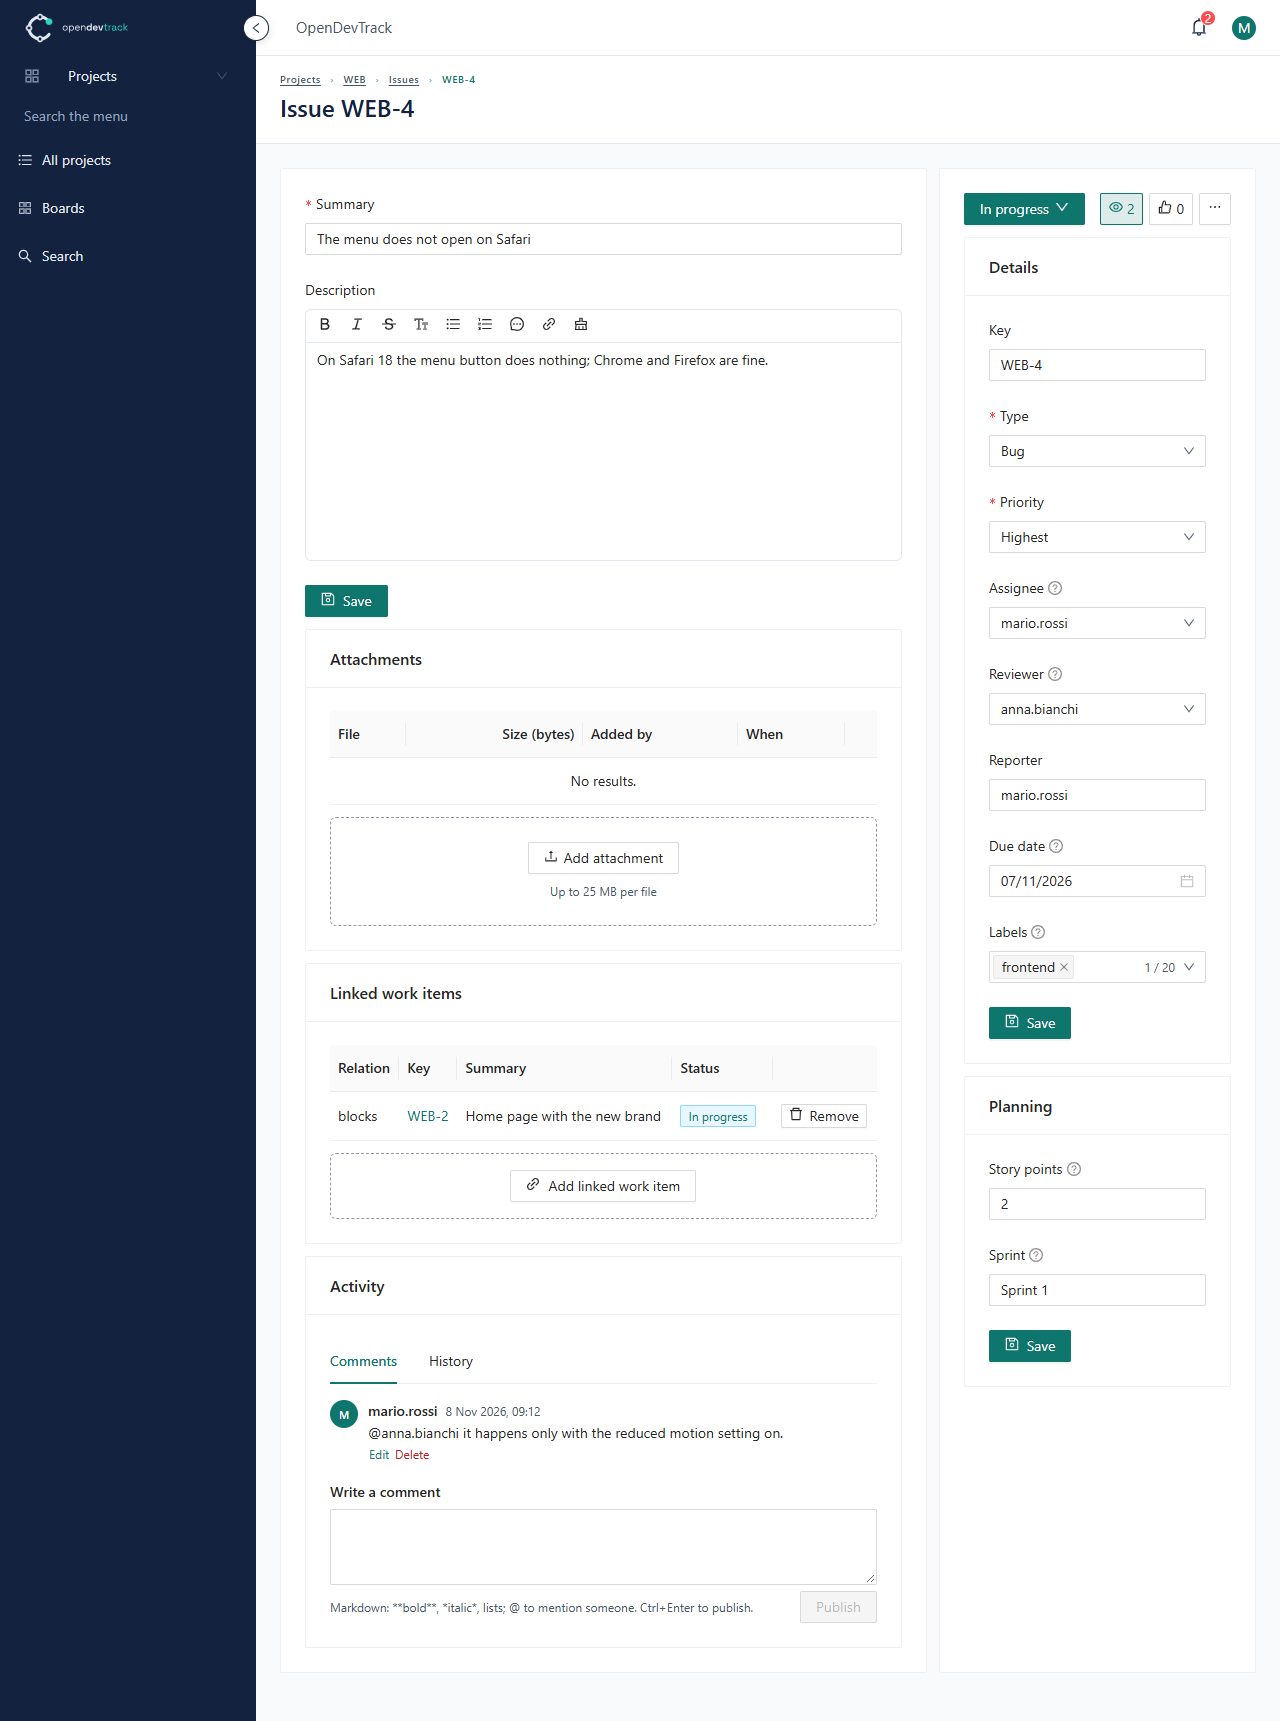 opendevtrack
Projects
Search the menu
All projects
Boards
Search
OpenDevTrack
2
M
Projects › WEB › Issues › WEB-4
Issue WEB-4
* Summary
The menu does not open on Safari
Description
On Safari 18 the menu button does nothing; Chrome and Firefox are fine.
Save
Attachments
File Size (bytes) Added by When
No results.
Add attachment
Up to 25 MB per file
Linked work items
Relation Key Summary Status
blocks WEB-2 Home page with the new brand In progress Remove
Add linked work item
Activity
Comments History
M
mario.rossi 8 Nov 2026, 09:12
@anna.bianchi it happens only with the reduced motion setting on.
Edit Delete
Write a comment
Markdown: **bold**, *italic*, lists; @ to mention someone. Ctrl+Enter to publish.
Publish
In progress 2 0 ...
Details
Key
WEB-4
* Type
Bug
* Priority
Highest
Assignee
mario.rossi
Reviewer
anna.bianchi
Reporter
mario.rossi
Due date
07/11/2026
Labels
frontend 1 / 20
Save
Planning
Story points
2
Sprint
Sprint 1
Save